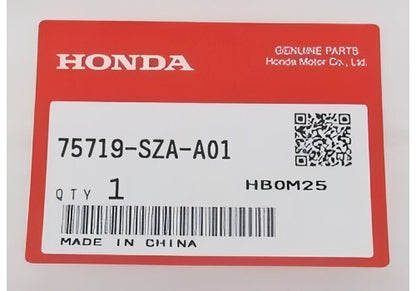 HONDA
GENUINE PARTS
Honda Motor Co., Ltd.
75719-SZA-A01
QTY 1
HB0M25
MADE IN CHINA